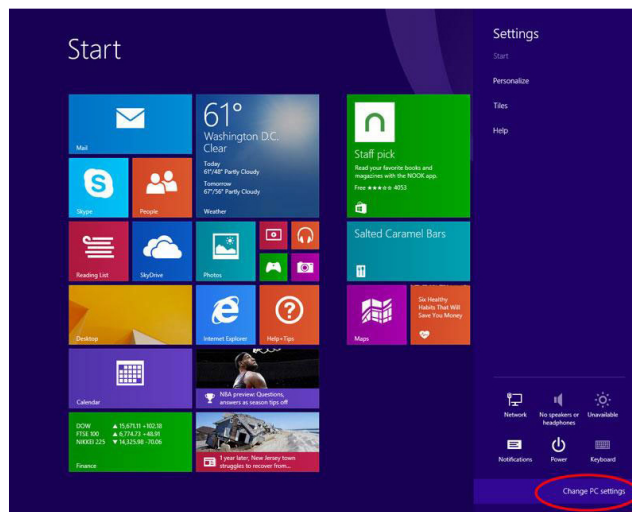 Start
Mail
61°
Washington D.C.
Clear
Today
61°/48° Partly Cloudy
Tomorrow
67°/56° Partly Cloudy
Weather
Skype
People
Reading List
SkyDrive
Photos
Desktop
Internet Explorer
Help+Tips
Calendar
NBA preview: Questions,
answers as season tips off
DOW ▲ 15,671.11 +102.18
FTSE 100 ▲ 6,774.73 +48.91
NIKKEI 225 ▼ 14,325.98 -70.06
Finance
1 year later, New Jersey town
struggles to recover from...
Staff pick
Read your favorite books and
magazines with the NOOK app.
Free ★★★☆☆ 4053
Salted Caramel Bars
Maps
Six Healthy
Habits That Will
Save You Money
Settings
Start
Personalize
Tiles
Help
Network
No speakers or
headphones
Unavailable
Notifications
Power
Keyboard
Change PC settings